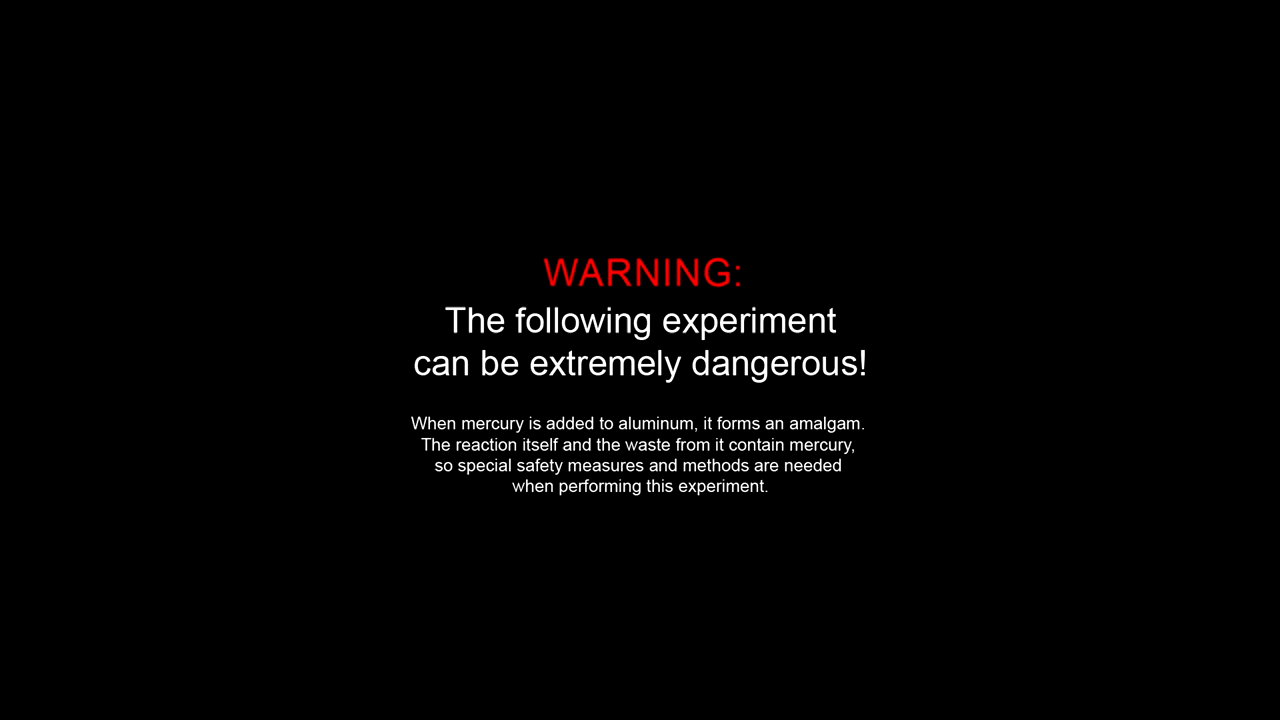 WARNING:
The following experiment
can be extremely dangerous!
When mercury is added to aluminum, it forms an amalgam.
The reaction itself and the waste from it contain mercury,
so special safety measures and methods are needed
when performing this experiment.